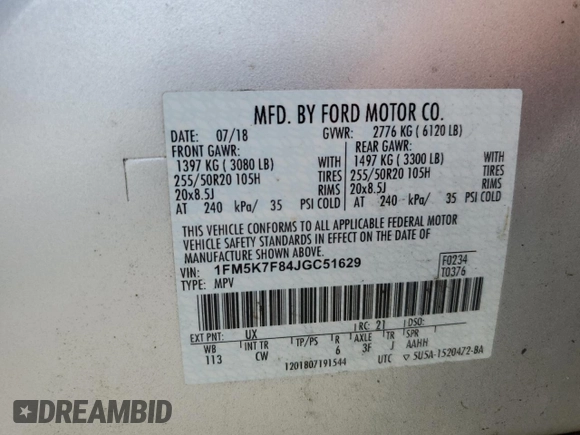 MFD. BY FORD MOTOR CO.
DATE: 07/18 GVWR: 2776 KG ( 6120 LB)
FRONT GAWR: REAR GAWR:
1397 KG ( 3080 LB) WITH 1497 KG ( 3300 LB) WITH
255/50R20 105H TIRES 255/50R20 105H TIRES
20x8.5J RIMS 20x8.5J RIMS
AT 240 kPa/ 35 PSI COLD AT 240 kPa/ 35 PSI COLD
THIS VEHICLE CONFORMS TO ALL APPLICABLE FEDERAL MOTOR
VEHICLE SAFETY STANDARDS IN EFFECT ON THE DATE OF
MANUFACTURE SHOWN ABOVE.
VIN: 1FM5K7F84JGC51629 F0234
TYPE: MPV T0376
EXT PNT: UX RC: 21 DSO:
WB INT TR TP/PS R AXLE TR SPR
113 CW 6 3F J AAHH
1201807191544 UTC ▽ 5U5A-1520472-BA
DREAMBID